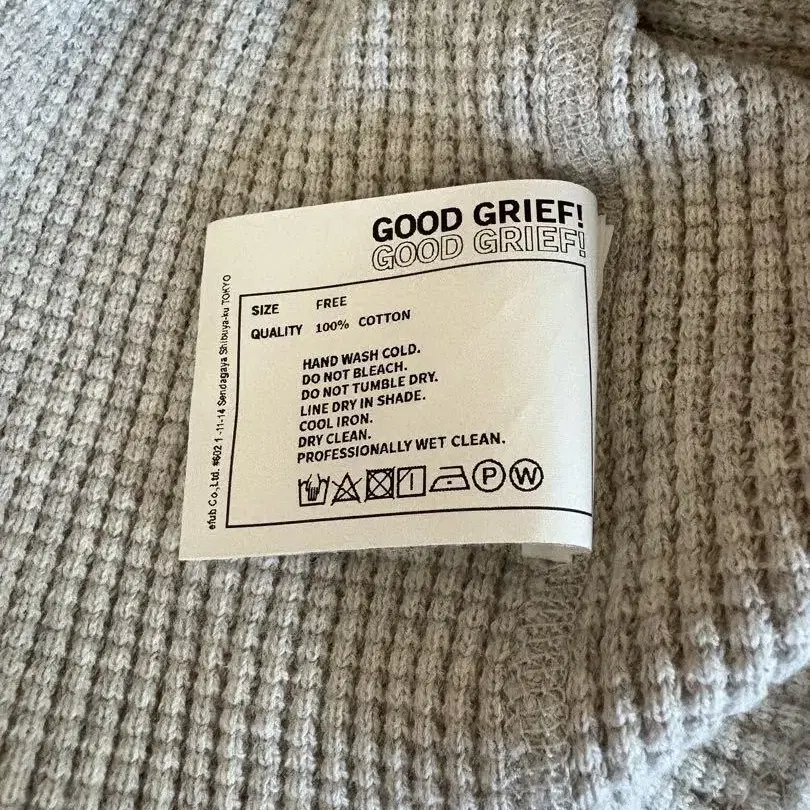 GOOD GRIEF!
GOOD GRIEF!
SIZE FREE
QUALITY 100% COTTON
HAND WASH COLD.
DO NOT BLEACH.
DO NOT TUMBLE DRY.
LINE DRY IN SHADE.
COOL IRON.
DRY CLEAN.
PROFESSIONALLY WET CLEAN.
P W
efub Co.,Ltd. #602 1-11-14 Sendagaya Shibuya-ku TOKYO